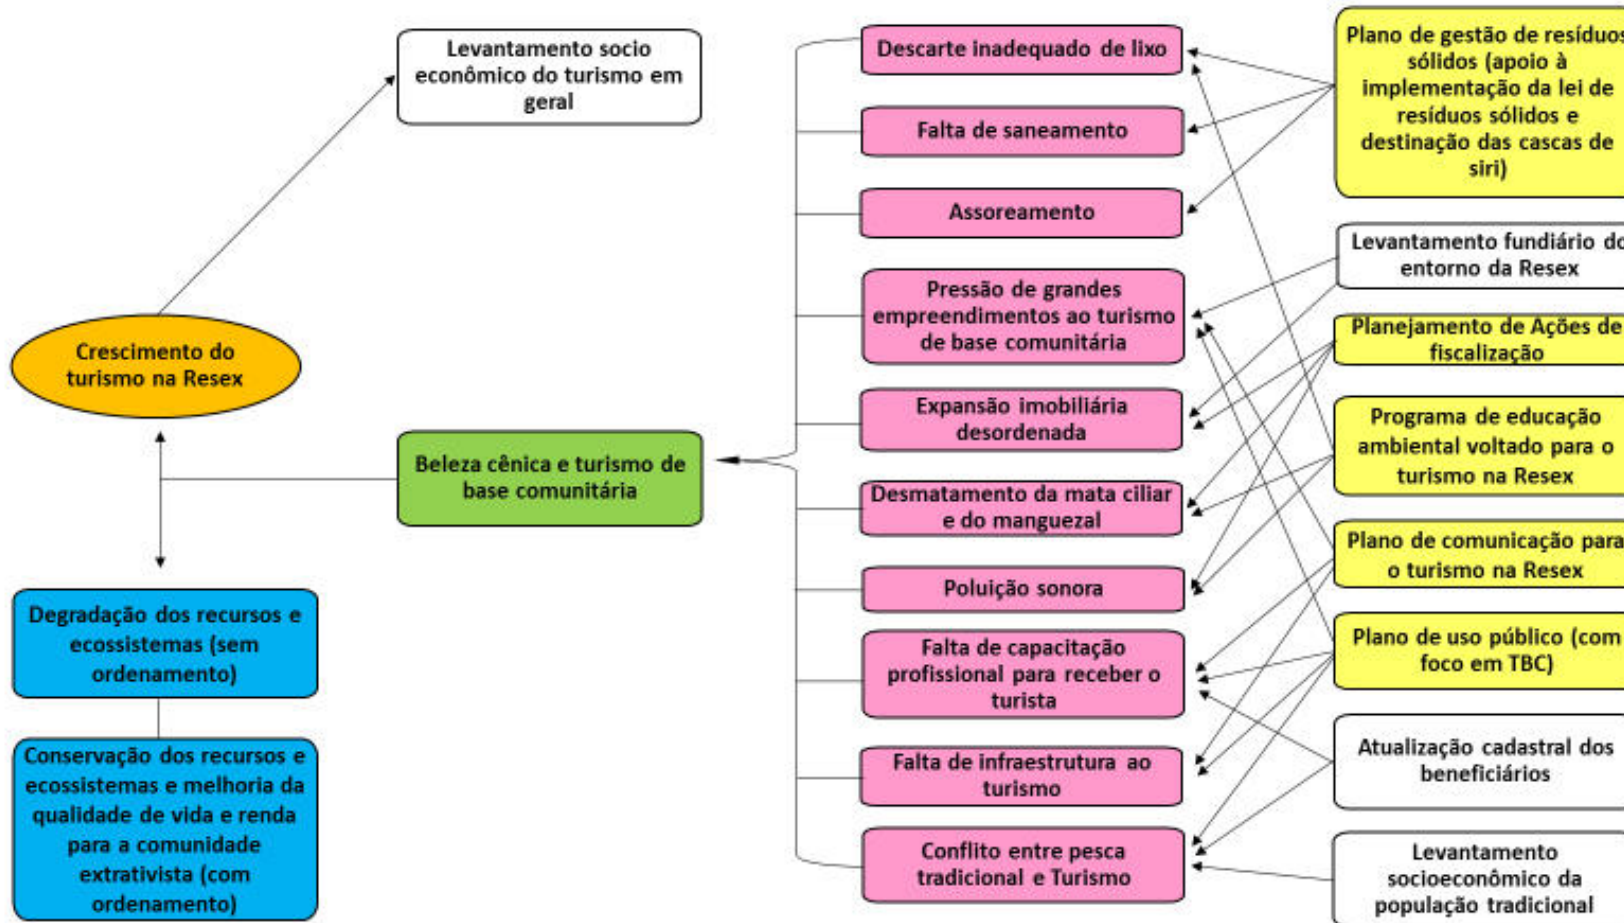 Levantamento socio
econômico do turismo em
geral
Crescimento do
turismo na Resex
Beleza cênica e turismo de
base comunitária
Degradação dos recursos e
ecossistemas (sem
ordenamento)
Conservação dos recursos e
ecossistemas e melhoria da
qualidade de vida e renda
para a comunidade
extrativista (com
ordenamento)
Descarte inadequado de lixo
Falta de saneamento
Assoreamento
Pressão de grandes
empreendimentos ao turismo
de base comunitária
Expansão imobiliária
desordenada
Desmatamento da mata ciliar
e do manguezal
Poluição sonora
Falta de capacitação
profissional para receber o
turista
Falta de infraestrutura ao
turismo
Conflito entre pesca
tradicional e Turismo
Plano de gestão de resíduos
sólidos (apoio à
implementação da lei de
resíduos sólidos e
destinação das cascas de
siri)
Levantamento fundiário do
entorno da Resex
Planejamento de Ações de
fiscalização
Programa de educação
ambiental voltado para o
turismo na Resex
Plano de comunicação para
o turismo na Resex
Plano de uso público (com
foco em TBC)
Atualização cadastral dos
beneficiários
Levantamento
socioeconômico da
população tradicional